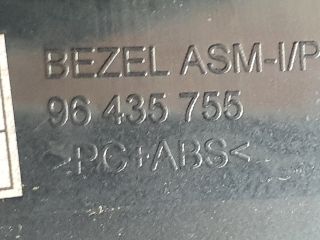 BEZEL ASM-I/P
96 435 755
>PC+ABS<